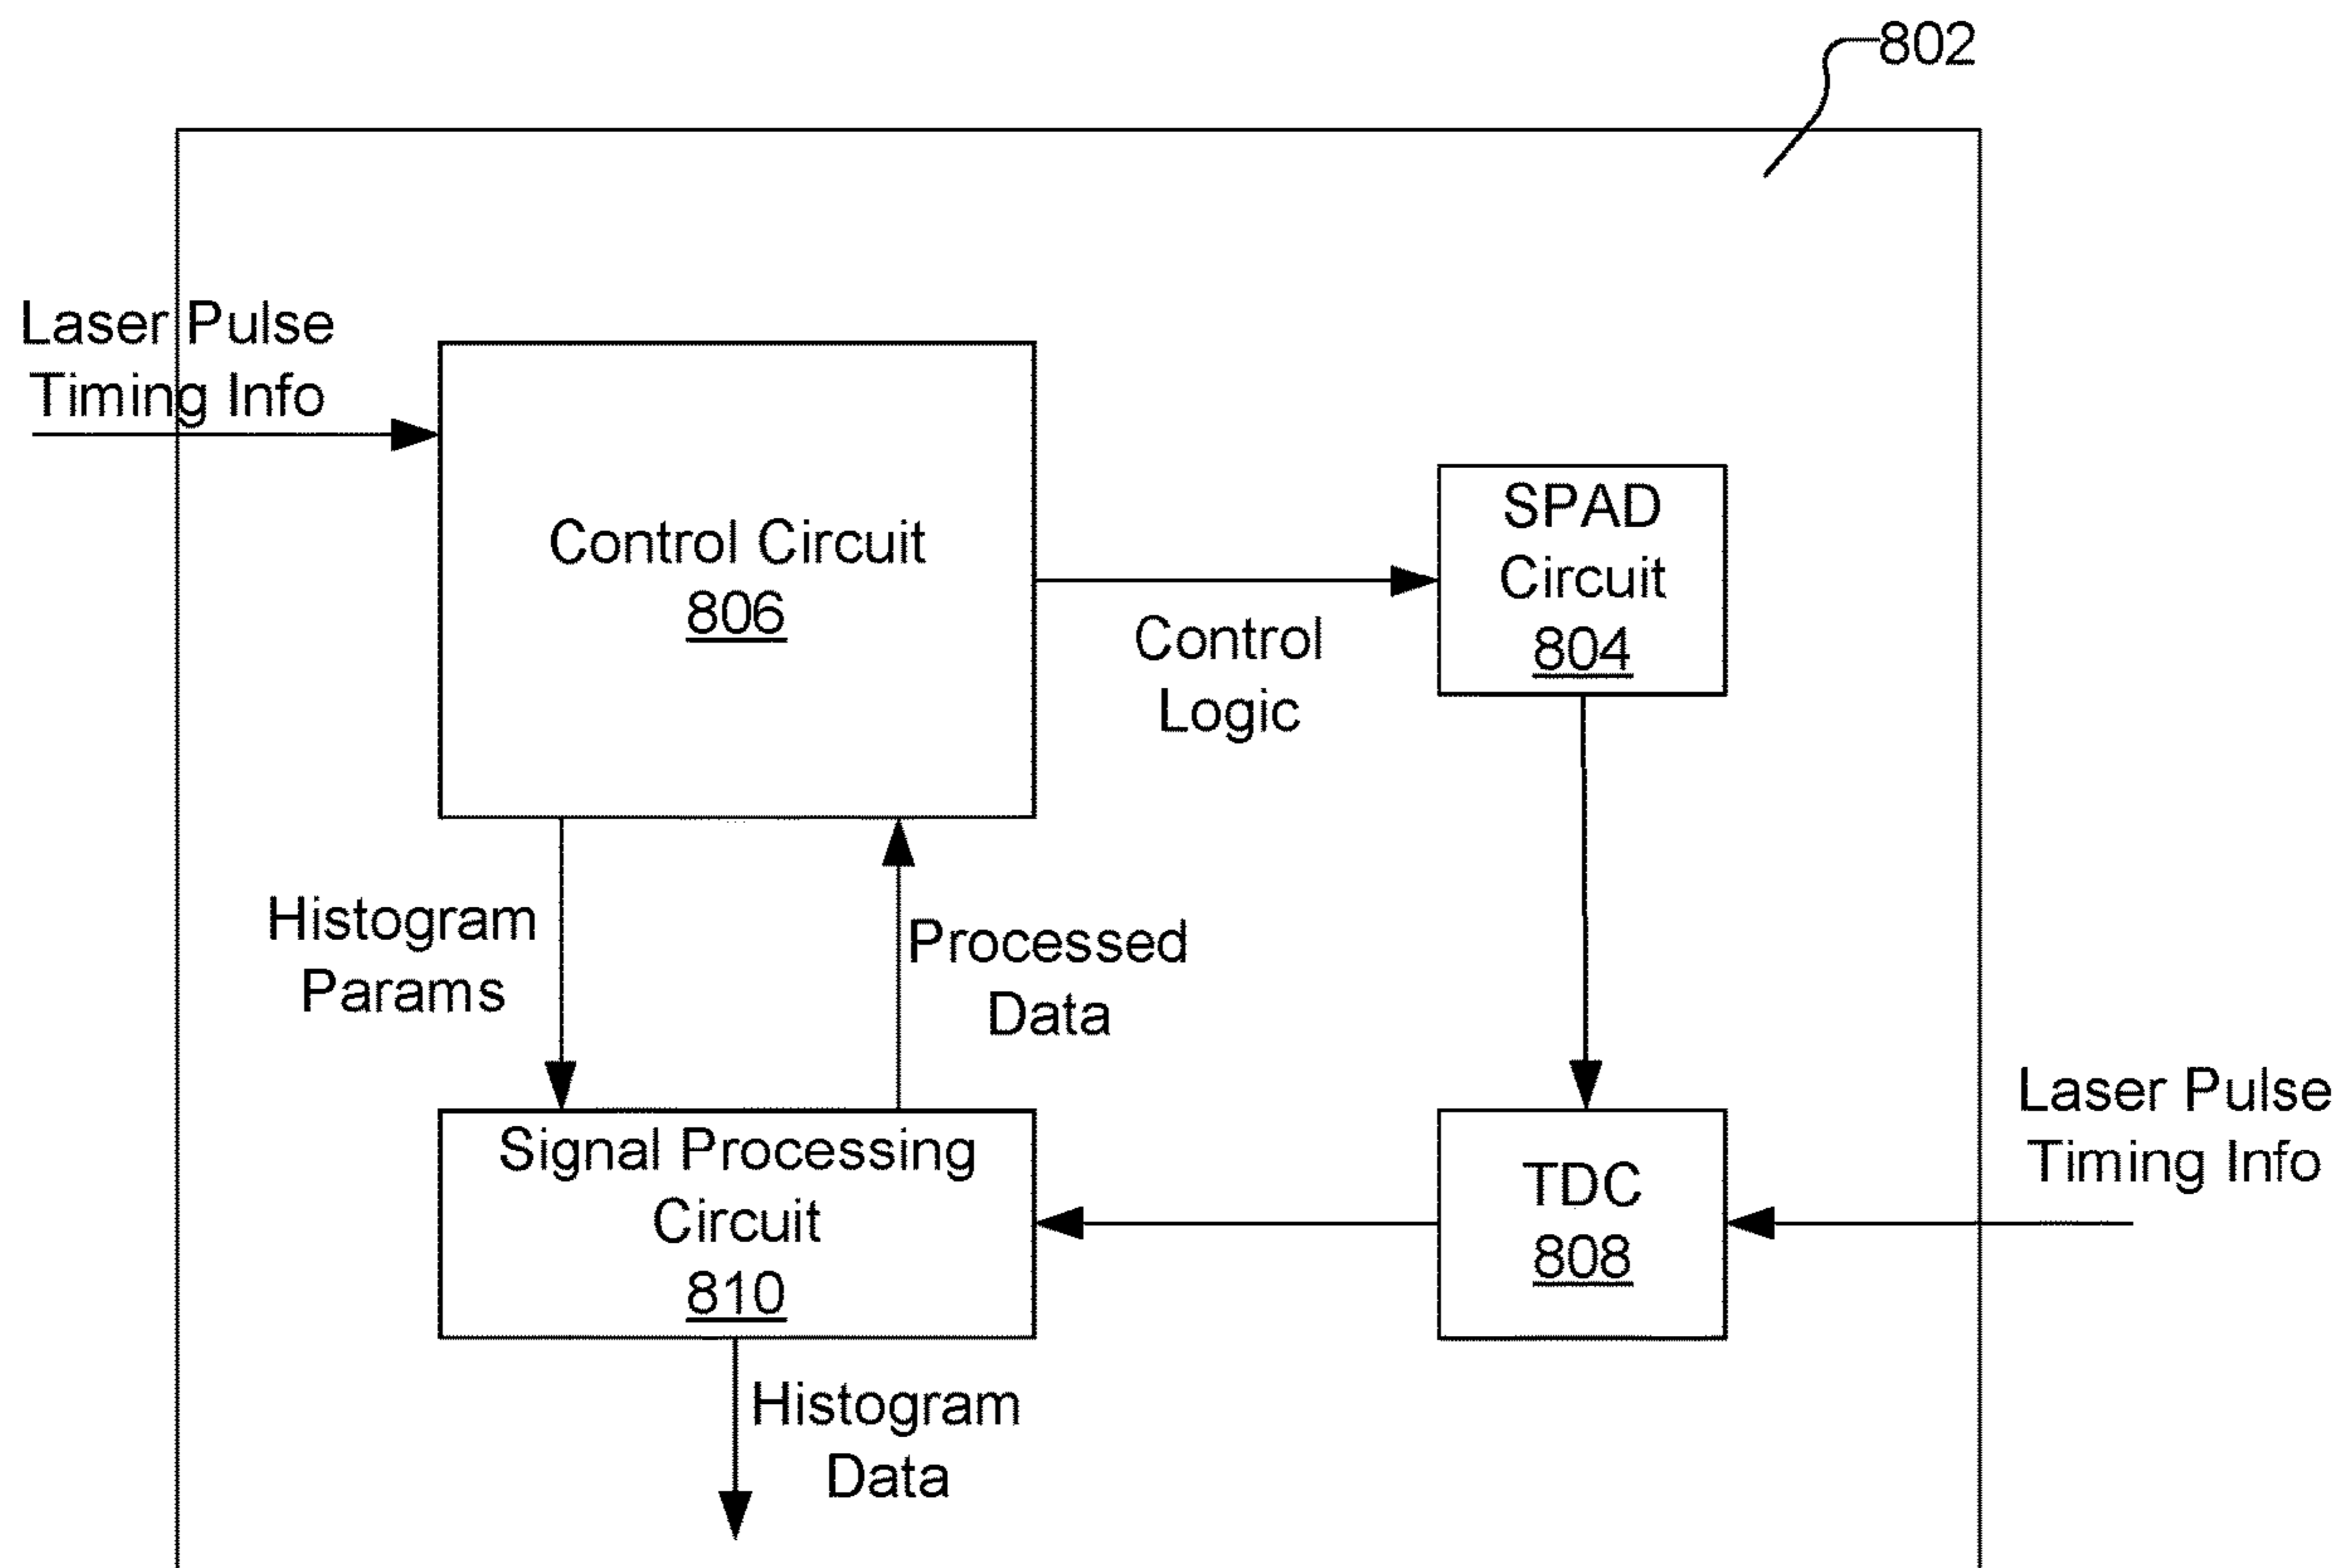 802
Laser Pulse
Timing Info
Control Circuit
806
SPAD
Circuit
804
Control
Logic
Histogram
Params
Processed
Data
Signal Processing
Circuit
810
TDC
808
Laser Pulse
Timing Info
Histogram
Data